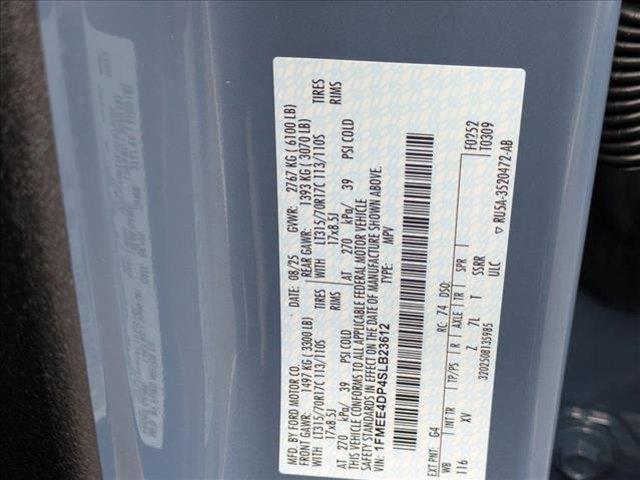 MFD. BY FORD MOTOR CO.
DATE: 08/25 GVWR: 2767 KG ( 6100 LB)
FRONT GAWR: 1497 KG (3300 LB) REAR GAWR: 1393 KG ( 3070 LB)
WITH LT315/70R17C 113/110S TIRES WITH LT315/70R17C 113/110S TIRES
17x8.5J RIMS 17x8.5J RIMS
AT 270 kPa/ 39 PSI COLD AT 270 kPa/ 39 PSI COLD
THIS VEHICLE CONFORMS TO ALL APPLICABLE FEDERAL MOTOR VEHICLE
SAFETY STANDARDS IN EFFECT ON THE DATE OF MANUFACTURE SHOWN ABOVE.
VIN: 1FMEE4DP4SLB23612 TYPE: MPV
F0252
T0309
EXT PNT: G4 RC: 74 DSO:
WB INT TR TP/PS R AXLE TR SPR
116 XV Z 7L T SSRR
3202508135985 ULC
▽ RU5A-3520472-AB